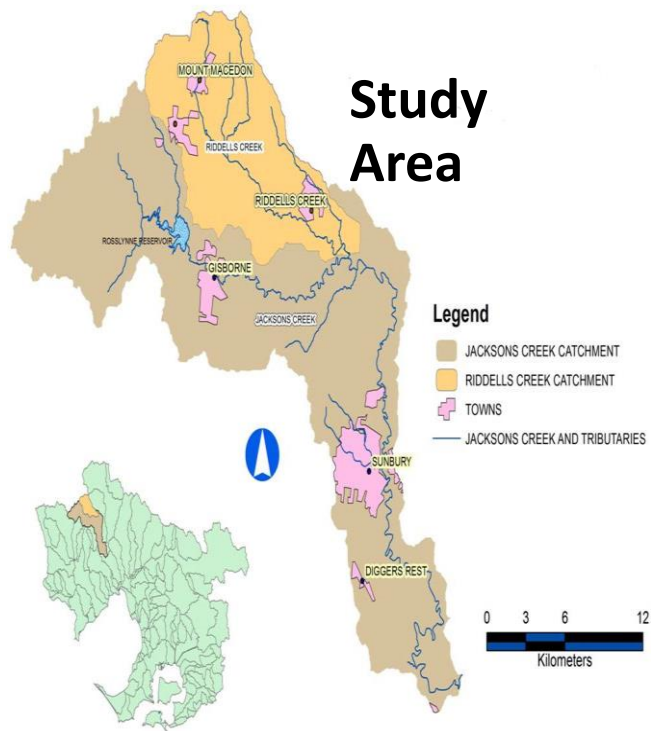 Study
Area
MOUNT MACEDON
RIDDELLS CREEK
RIDDELLS CREEK
ROSSLYNNE RESERVOIR
GISBORNE
JACKSONS CREEK
Legend
JACKSONS CREEK CATCHMENT
RIDDELLS CREEK CATCHMENT
TOWNS
JACKSONS CREEK AND TRIBUTARIES
SUNBURY
DIGGERS REST
0 3 6 12
Kilometers